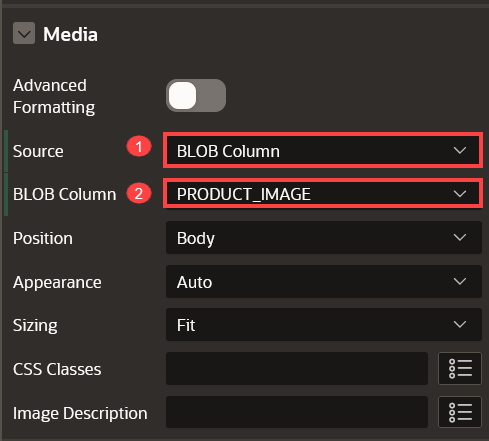 Media
Advanced
Formatting
Source 1 BLOB Column
BLOB Column 2 PRODUCT_IMAGE
Position Body
Appearance Auto
Sizing Fit
CSS Classes
Image Description